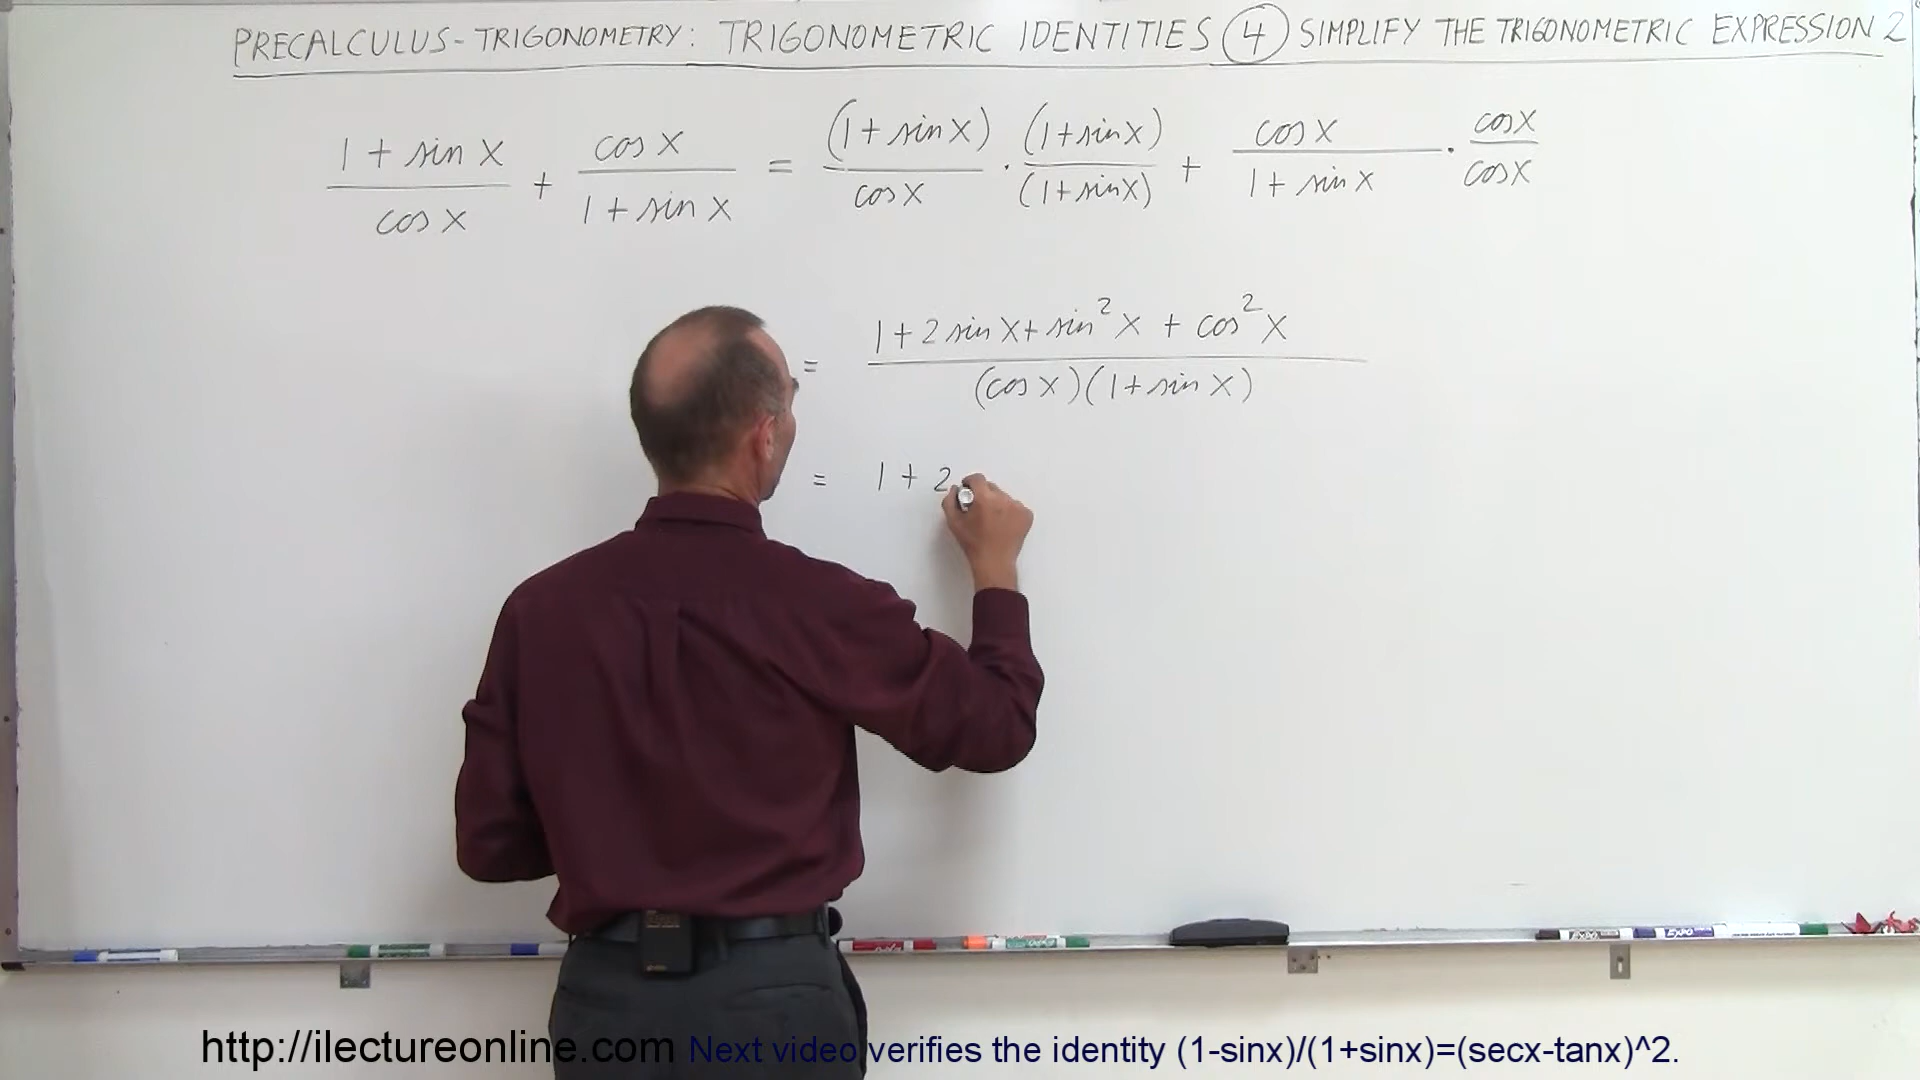 PRECALCULUS - TRIGONOMETRY: TRIGONOMETRIC IDENTITIES (4) SIMPLIFY THE TRIGONOMETRIC EXPRESSION 2
(1 + sin x)/(cos x) + (cos x)/(1 + sin x) = (1 + sin x)/(cos x) · (1 + sin x)/(1 + sin x) + (cos x)/(1 + sin x) · (cos x)/(cos x)
= (1 + 2 sin x + sin² x + cos² x)/((cos x)(1 + sin x))
= 1 + 2
EXPO
EXPO
http://ilectureonline.com Next video verifies the identity (1-sinx)/(1+sinx)=(secx-tanx)^2.